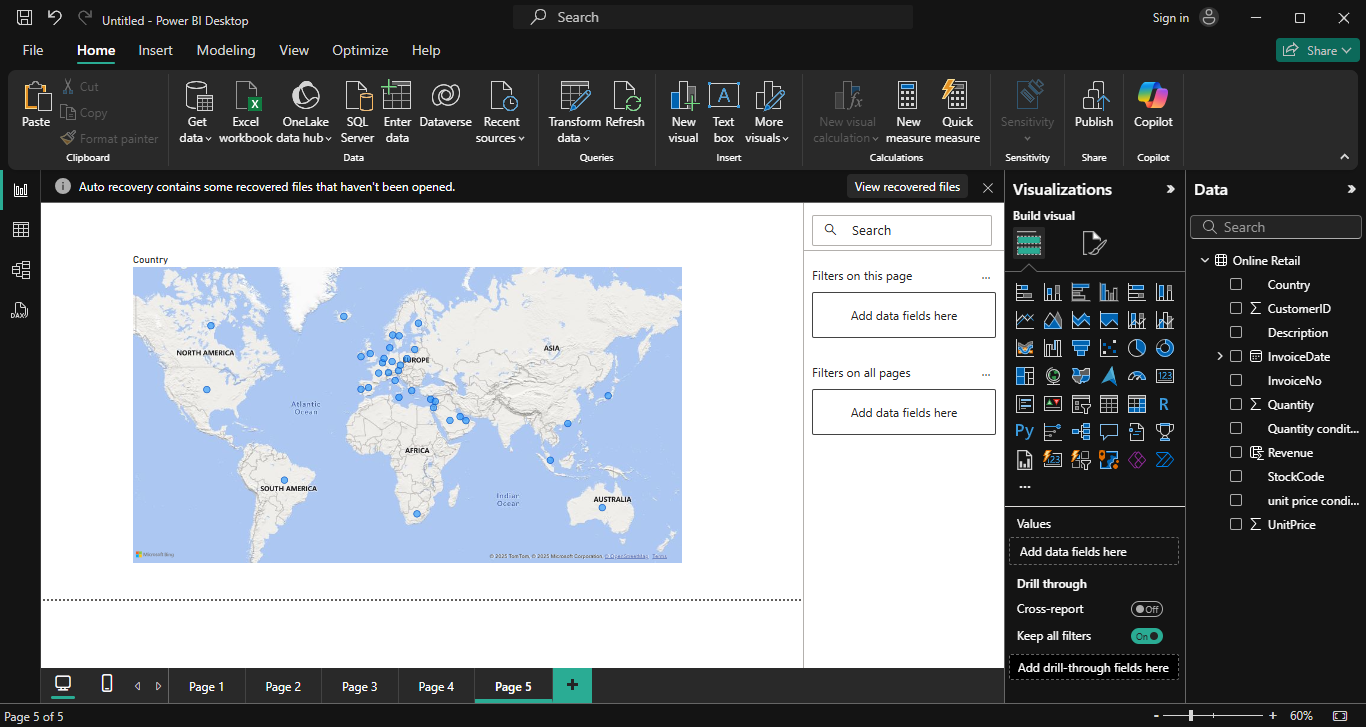 Untitled - Power BI Desktop
Search
Sign in
File Home Insert Modeling View Optimize Help
Share
Paste
Cut
Copy
Format painter
Clipboard
Get data
Excel workbook
OneLake data hub
SQL Server
Enter data
Dataverse
Recent sources
Data
Transform data
Refresh
Queries
New visual
Text box
More visuals
Insert
New visual calculation
New measure
Quick measure
Calculations
Sensitivity
Sensitivity
Publish
Share
Copilot
Copilot
Auto recovery contains some recovered files that haven't been opened.
View recovered files
DAX
Country
NORTH AMERICA
EUROPE
ASIA
Atlantic
Ocean
AFRICA
SOUTH AMERICA
Indian
Ocean
AUSTRALIA
Microsoft Bing
© 2025 TomTom, © 2025 Microsoft Corporation, © OpenStreetMap Terms
Search
Filters on this page ...
Add data fields here
Filters on all pages ...
Add data fields here
Visualizations
Build visual
123
R
Py
123
...
Values
Add data fields here
Drill through
Cross-report Off
Keep all filters On
Add drill-through fields here
Data
Search
Online Retail
Country
CustomerID
Description
InvoiceDate
InvoiceNo
Quantity
Quantity condit...
Revenue
StockCode
unit price condi...
UnitPrice
Page 1 Page 2 Page 3 Page 4 Page 5 +
Page 5 of 5
- + 60%